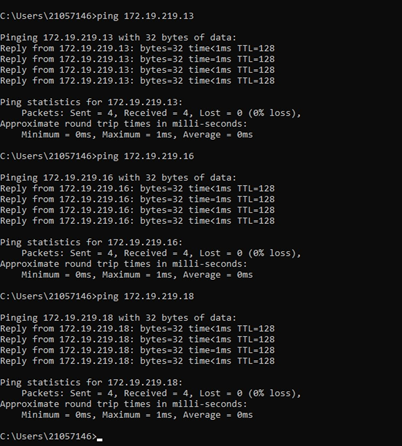 C:\Users\21057146>ping 172.19.219.13
Pinging 172.19.219.13 with 32 bytes of data:
Reply from 172.19.219.13: bytes=32 time<1ms TTL=128
Reply from 172.19.219.13: bytes=32 time=1ms TTL=128
Reply from 172.19.219.13: bytes=32 time<1ms TTL=128
Reply from 172.19.219.13: bytes=32 time<1ms TTL=128
Ping statistics for 172.19.219.13:
Packets: Sent = 4, Received = 4, Lost = 0 (0% loss),
Approximate round trip times in milli-seconds:
Minimum = 0ms, Maximum = 1ms, Average = 0ms
C:\Users\21057146>ping 172.19.219.16
Pinging 172.19.219.16 with 32 bytes of data:
Reply from 172.19.219.16: bytes=32 time<1ms TTL=128
Reply from 172.19.219.16: bytes=32 time=1ms TTL=128
Reply from 172.19.219.16: bytes=32 time<1ms TTL=128
Reply from 172.19.219.16: bytes=32 time<1ms TTL=128
Ping statistics for 172.19.219.16:
Packets: Sent = 4, Received = 4, Lost = 0 (0% loss),
Approximate round trip times in milli-seconds:
Minimum = 0ms, Maximum = 1ms, Average = 0ms
C:\Users\21057146>ping 172.19.219.18
Pinging 172.19.219.18 with 32 bytes of data:
Reply from 172.19.219.18: bytes=32 time<1ms TTL=128
Reply from 172.19.219.18: bytes=32 time=1ms TTL=128
Reply from 172.19.219.18: bytes=32 time<1ms TTL=128
Reply from 172.19.219.18: bytes=32 time<1ms TTL=128
Ping statistics for 172.19.219.18:
Packets: Sent = 4, Received = 4, Lost = 0 (0% loss),
Approximate round trip times in milli-seconds:
Minimum = 0ms, Maximum = 1ms, Average = 0ms
C:\Users\21057146>